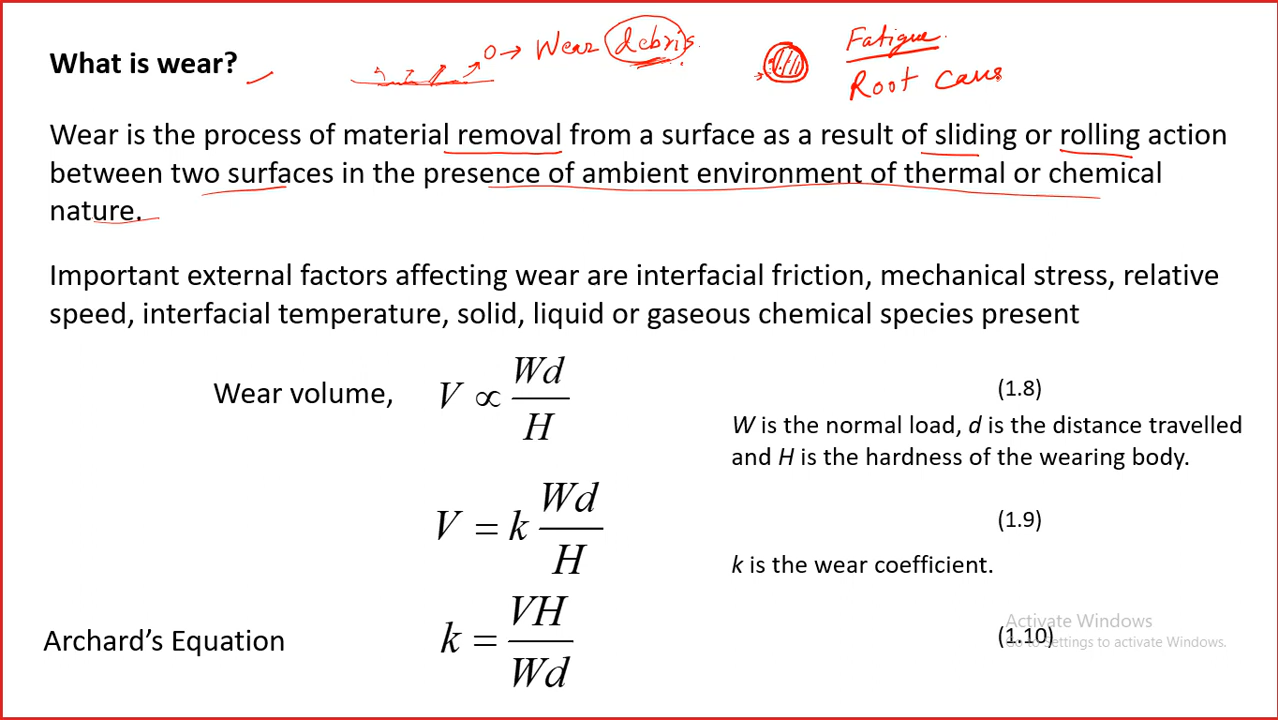 What is wear?
O→ Wear debris.
Fatigue.
Root caus
Wear is the process of material removal from a surface as a result of sliding or rolling action
between two surfaces in the presence of ambient environment of thermal or chemical
nature.
Important external factors affecting wear are interfacial friction, mechanical stress, relative
speed, interfacial temperature, solid, liquid or gaseous chemical species present
Wear volume, V ∝ Wd/H (1.8)
W is the normal load, d is the distance travelled
and H is the hardness of the wearing body.
V = k Wd/H (1.9)
k is the wear coefficient.
Archard’s Equation k = VH/Wd (1.10)
Activate Windows
Go to Settings to activate Windows.